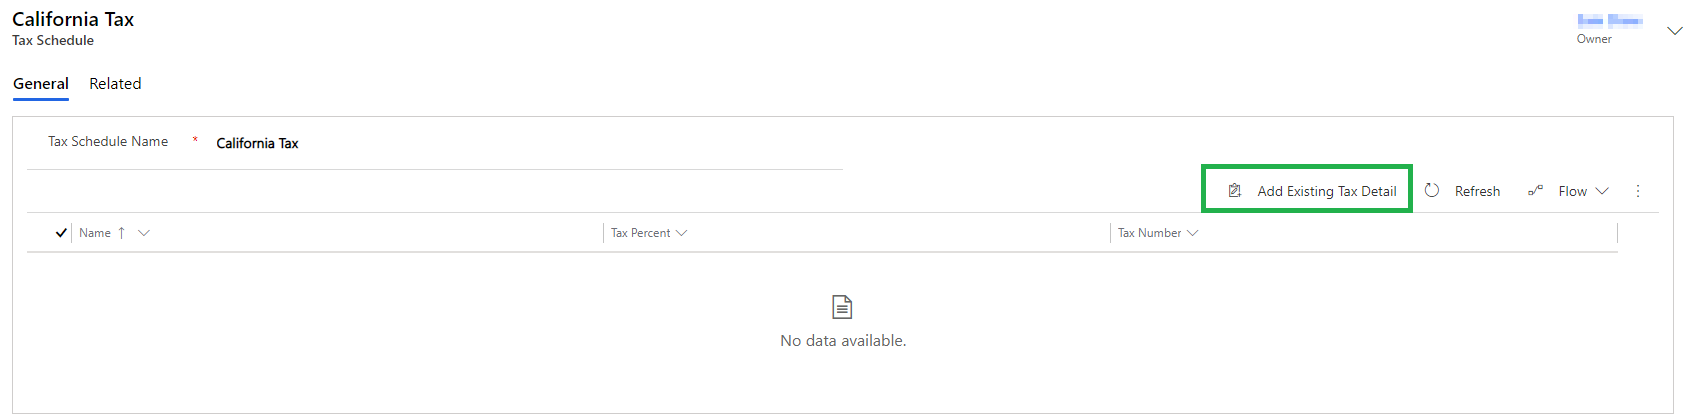 California Tax
Tax Schedule
Owner
General Related
Tax Schedule Name * California Tax
Add Existing Tax Detail Refresh Flow
Name Tax Percent Tax Number
No data available.